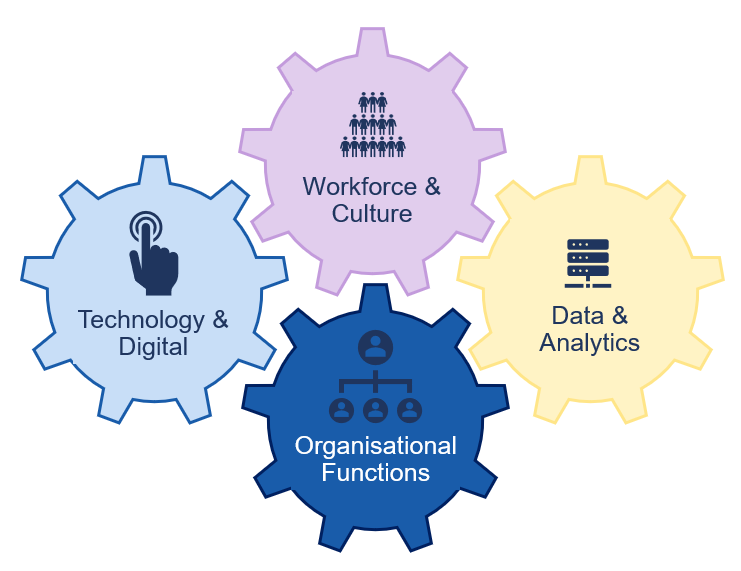 Workforce &
Culture
Technology &
Digital
Data &
Analytics
Organisational
Functions